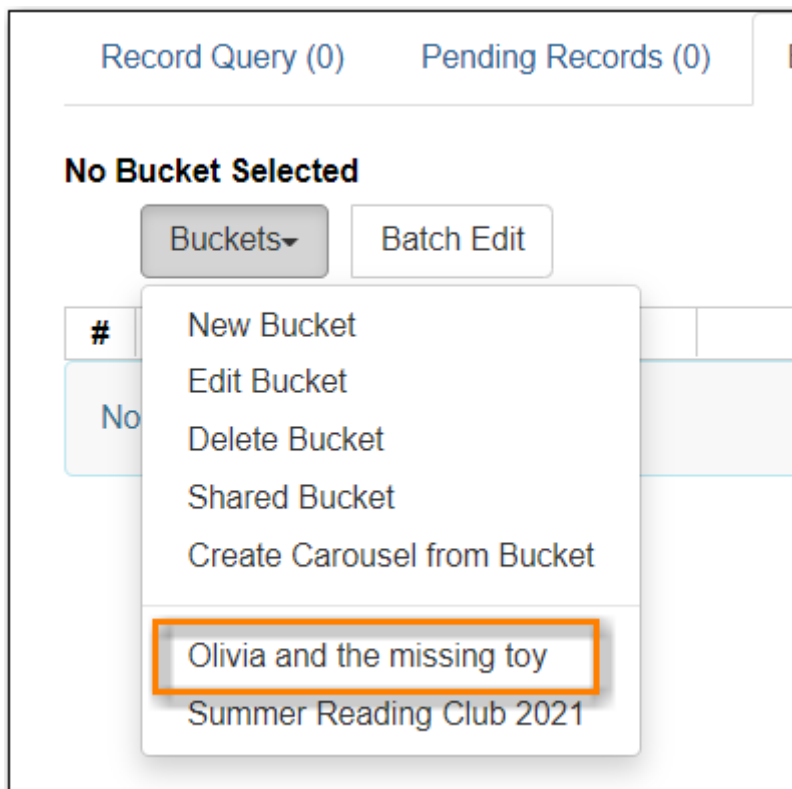 Record Query (0) Pending Records (0)
No Bucket Selected
Buckets Batch Edit
#
New Bucket
Edit Bucket
No
Delete Bucket
Shared Bucket
Create Carousel from Bucket
Olivia and the missing toy
Summer Reading Club 2021